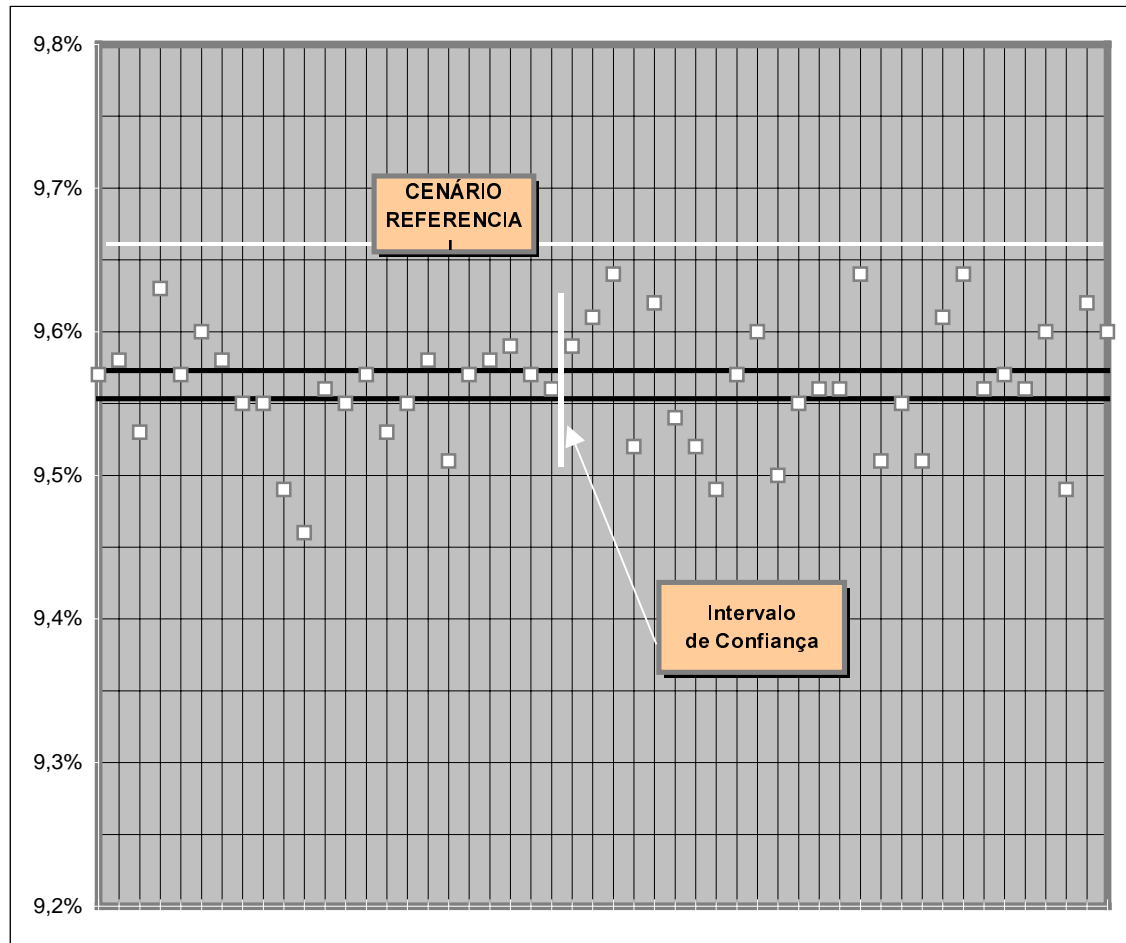 9,8%
9,7%
CENÁRIO
REFERENCIA
L
9,6%
9,5%
9,4%
Intervalo
de Confiança
9,3%
9,2%